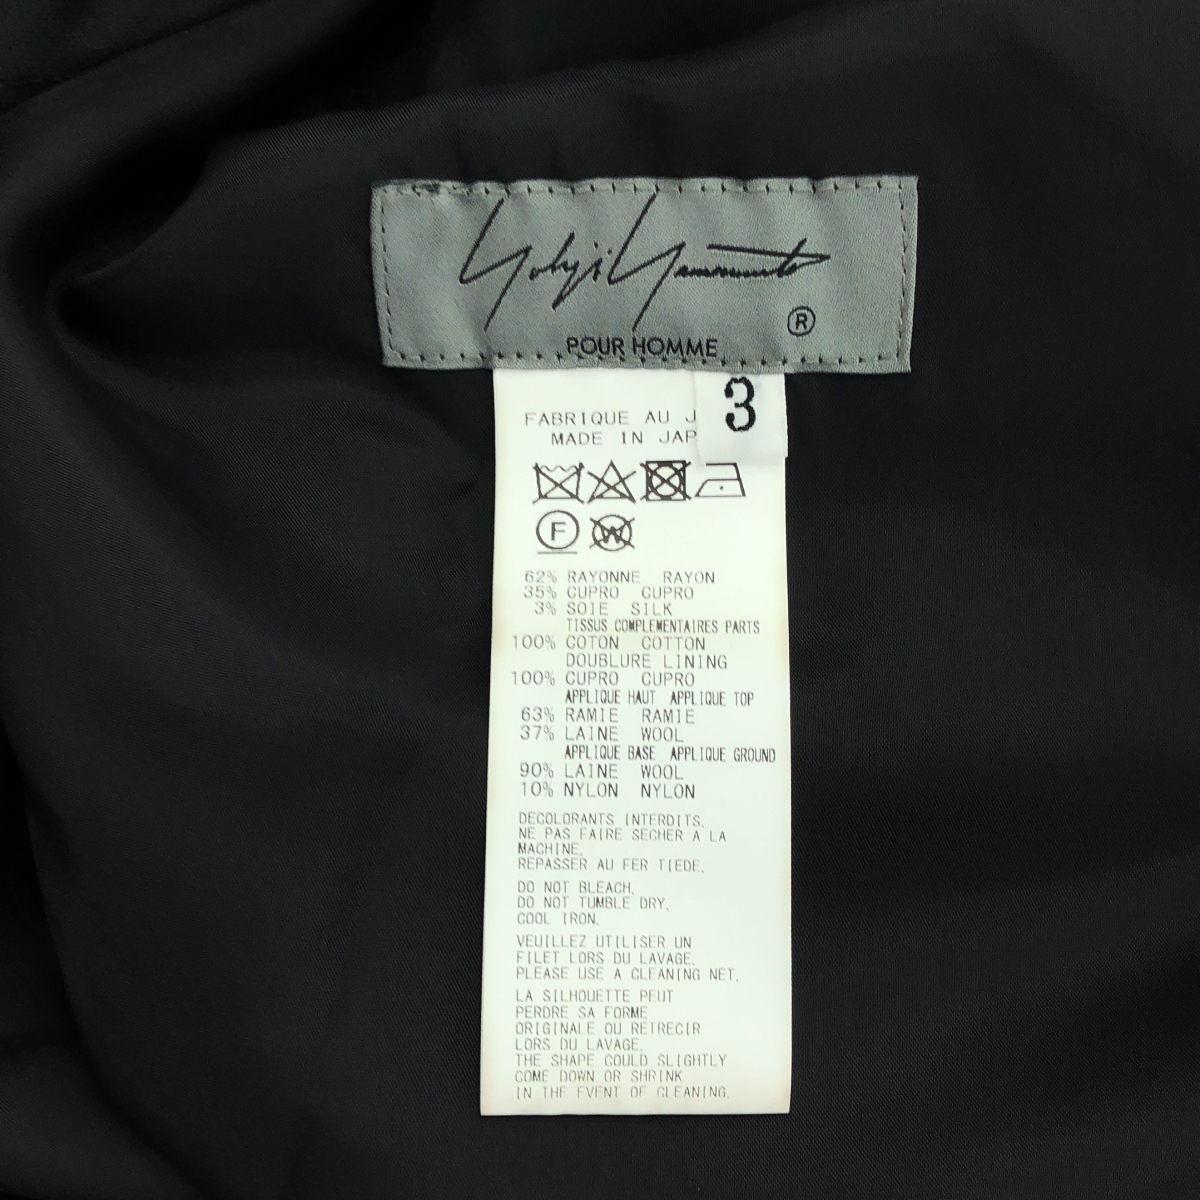 Yohji Yamamoto
®
POUR HOMME
3
FABRIQUE AU J
MADE IN JAP
F
W
62% RAYONNE RAYON
35% CUPRO CUPRO
3% SOIE SILK
TISSUS COMPLEMENTAIRES PARTS
100% COTON COTTON
DOUBLURE LINING
100% CUPRO CUPRO
APPLIQUE HAUT APPLIQUE TOP
63% RAMIE RAMIE
37% LAINE WOOL
APPLIQUE BASE APPLIQUE GROUND
90% LAINE WOOL
10% NYLON NYLON
DECOLORANTS INTERDITS.
NE PAS FAIRE SECHER A LA
MACHINE.
REPASSER AU FER TIEDE.
DO NOT BLEACH.
DO NOT TUMBLE DRY.
COOL IRON.
VEUILLEZ UTILISER UN
FILET LORS DU LAVAGE.
PLEASE USE A CLEANING NET.
LA SILHOUETTE PEUT
PERDRE SA FORME
ORIGINALE OU RETRECIR
LORS DU LAVAGE.
THE SHAPE COULD SLIGHTLY
COME DOWN OR SHRINK
IN THE EVENT OF CLEANING.